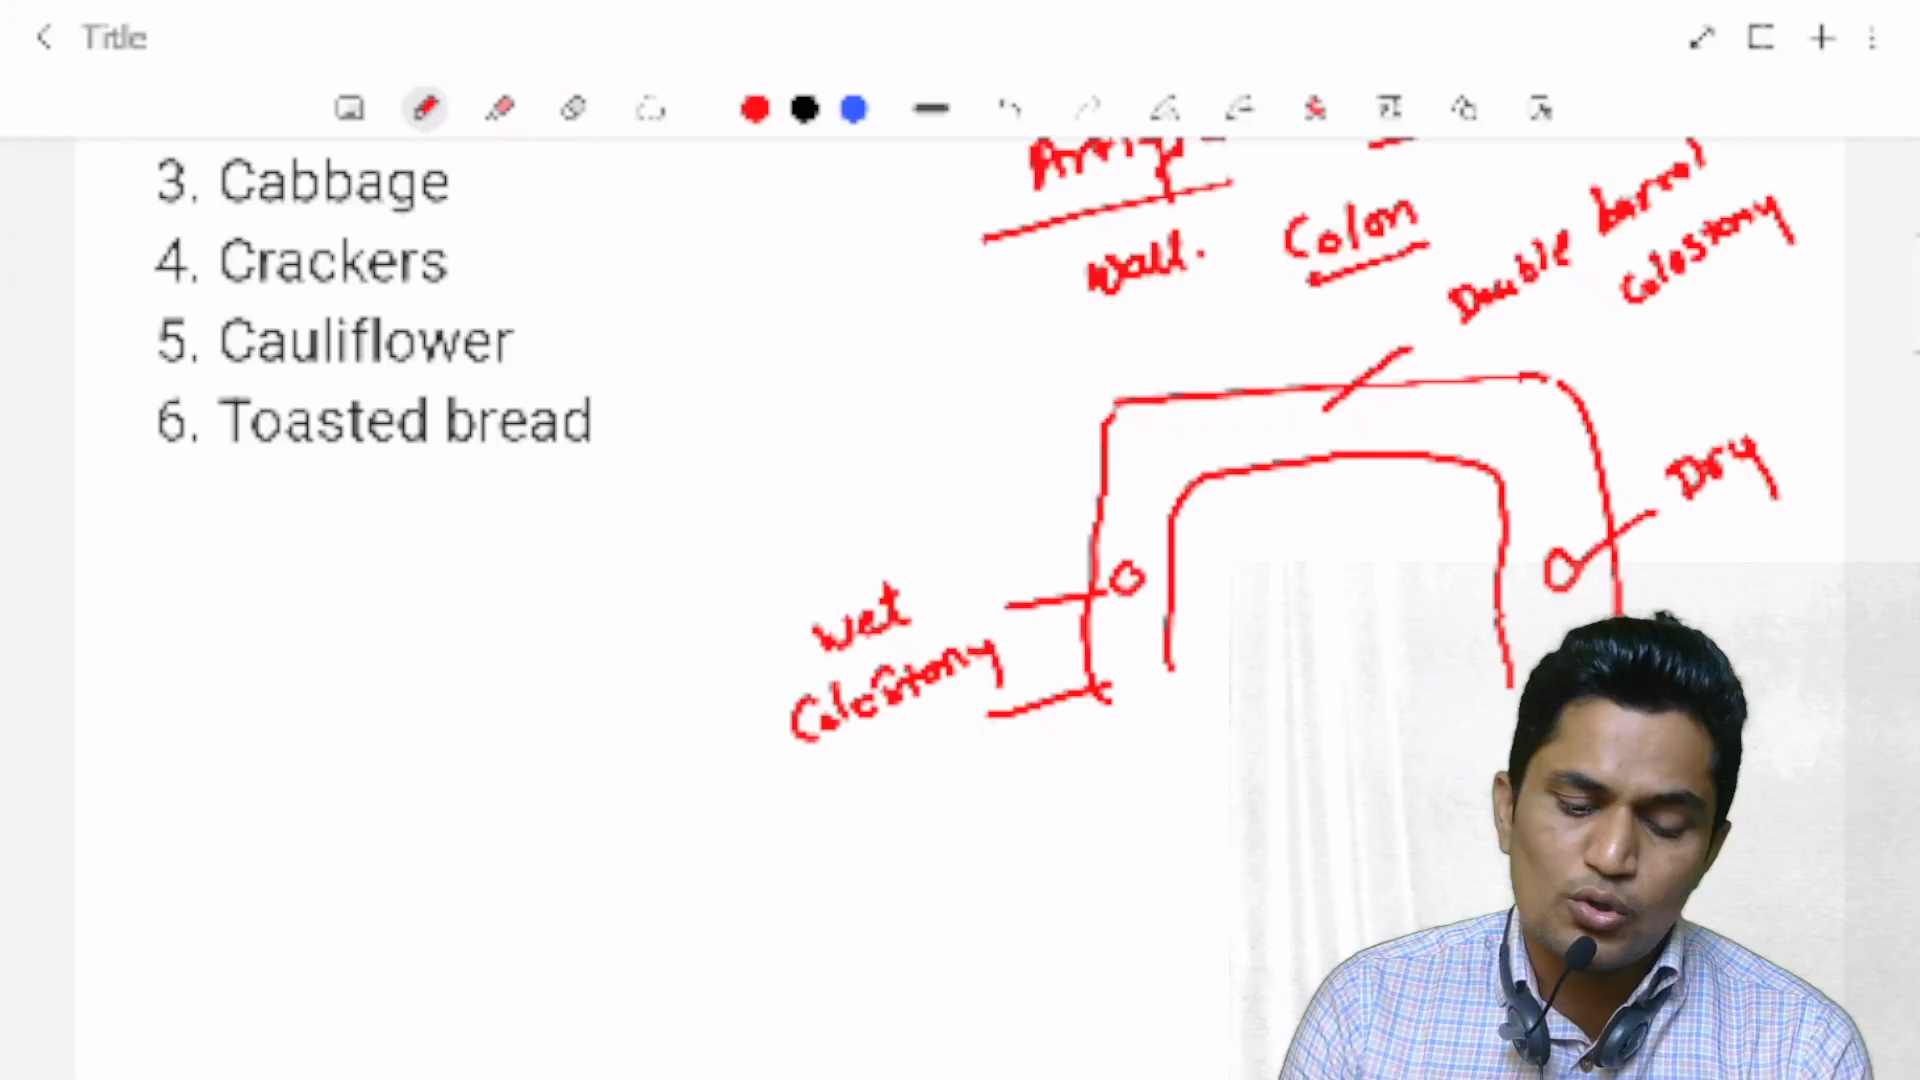 Title
3. Cabbage
4. Crackers
5. Cauliflower
6. Toasted bread
Wall.
Colon
Double barrel
Colostomy
Dry
Wet
Colostomy